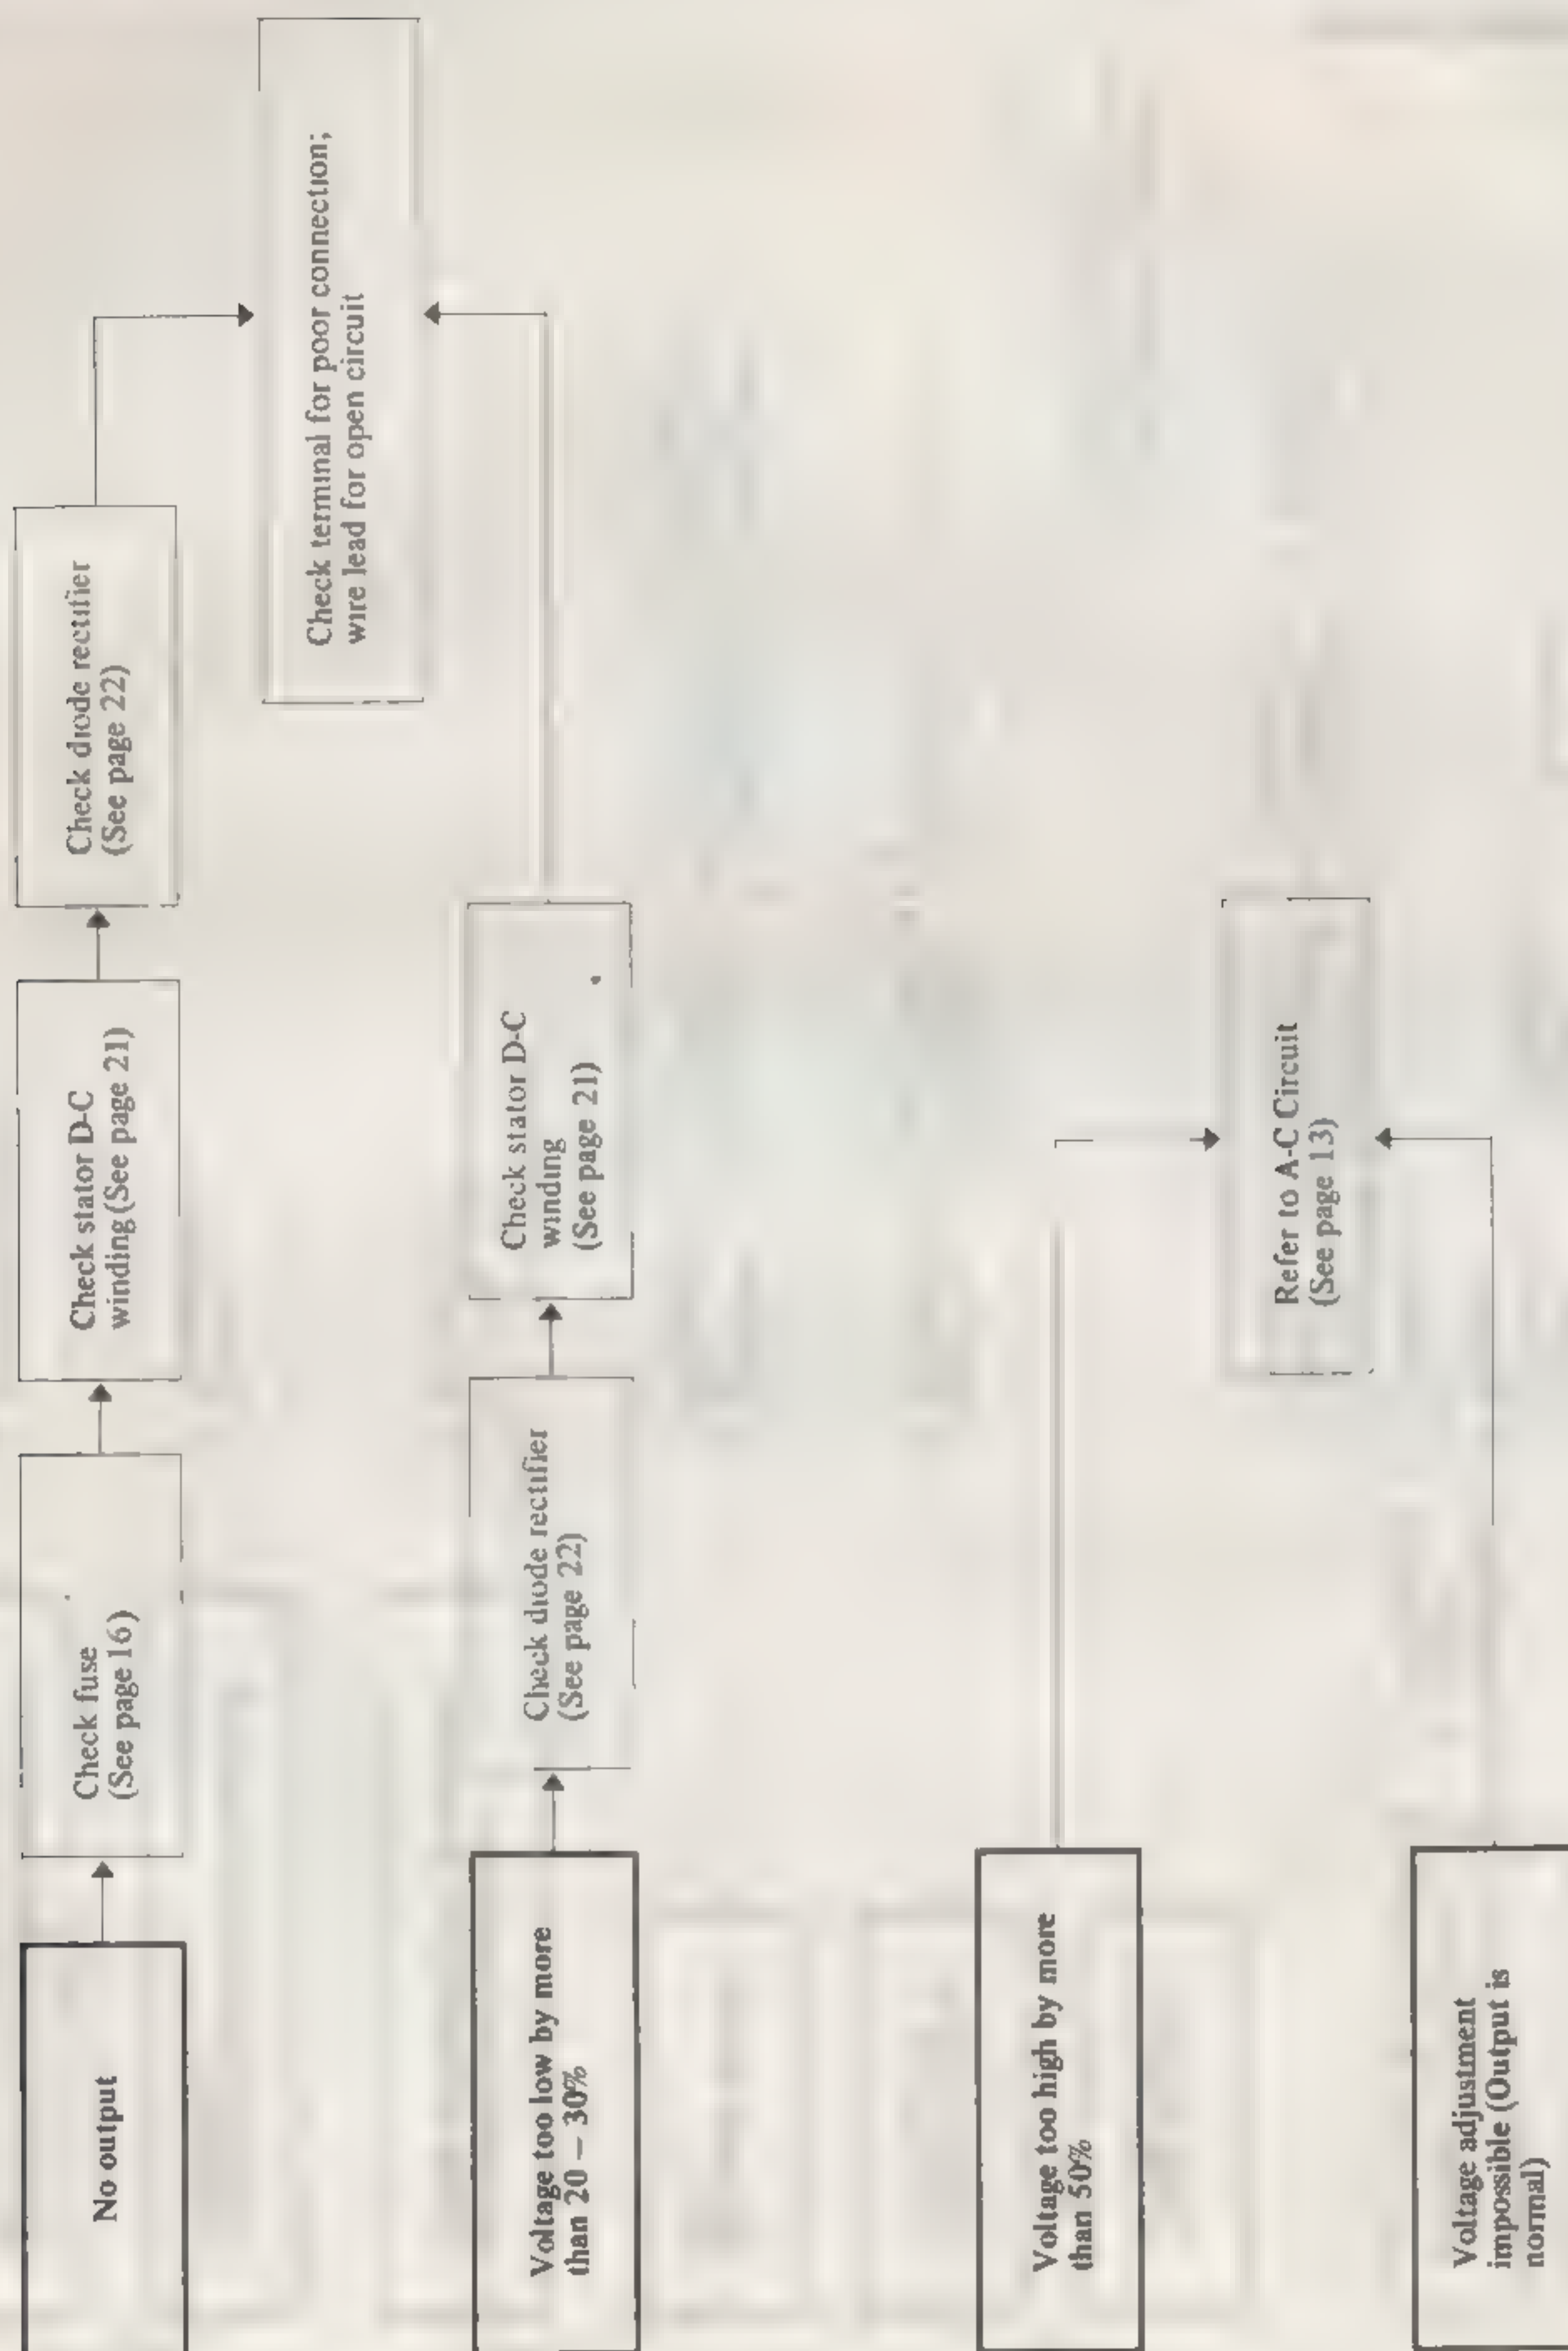 No output
Check fuse
(See page 16)
Check stator D-C
winding (See page 21)
Check diode rectifier
(See page 22)
Check terminal for poor connection;
wire lead for open circuit
Voltage too low by more
than 20 – 30%
Check diode rectifier
(See page 22)
Check stator D-C
winding
(See page 21)
Voltage too high by more
than 50%
Refer to A-C Circuit
(See page 13)
Voltage adjustment
impossible (Output is
normal)